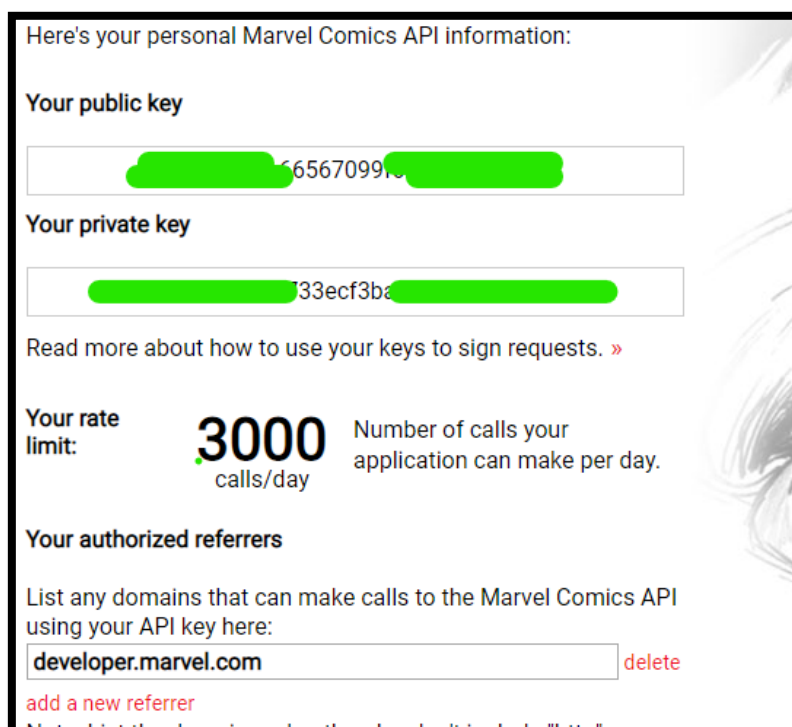 Here's your personal Marvel Comics API information:
Your public key
66567099
Your private key
733ecf3ba
Read more about how to use your keys to sign requests. »
Your rate
limit:
3000
calls/day
Number of calls your
application can make per day.
Your authorized referrers
List any domains that can make calls to the Marvel Comics API
using your API key here:
developer.marvel.com
delete
add a new referrer